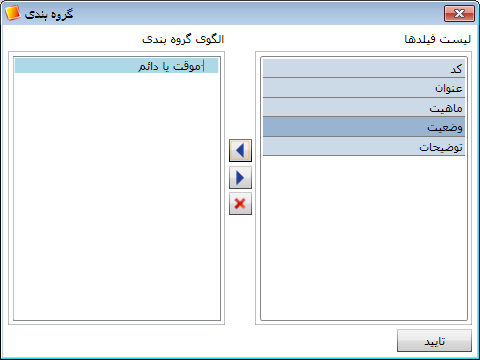 گروه بندی
لیست فیلدها
الگوی گروه بندی
کد
عنوان
ماهیت
وضعیت
توضیحات
موقت یا دائم
تایید